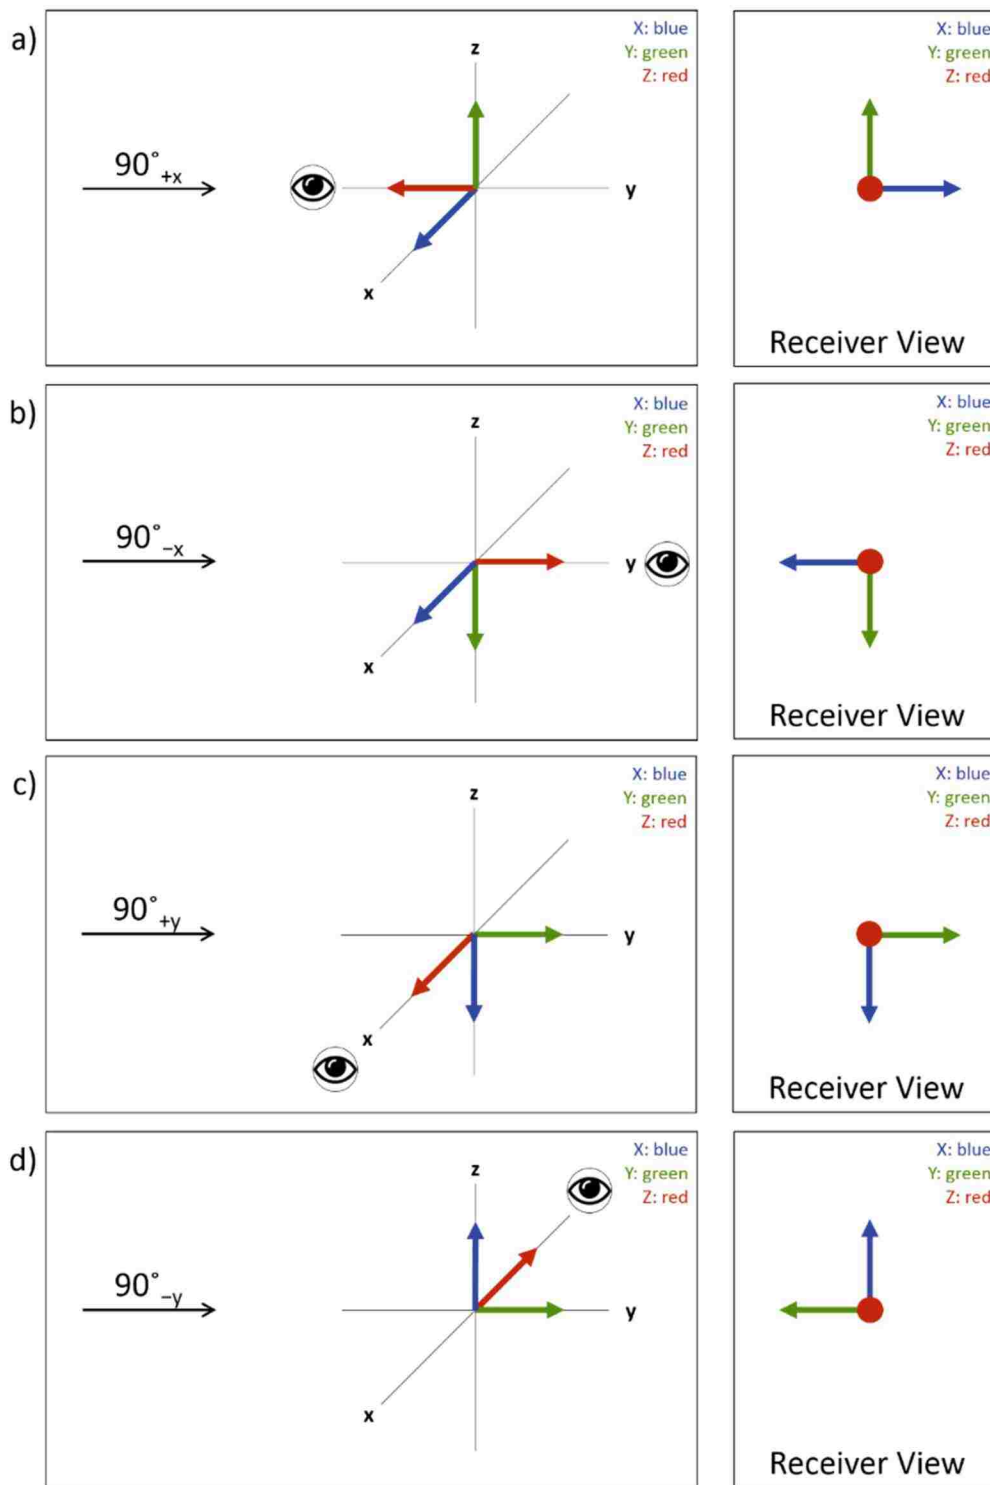 a)
90°+x
z
y
x
X: blue
Y: green
Z: red
X: blue
Y: green
Z: red
Receiver View
b)
90°−x
z
y
x
X: blue
Y: green
Z: red
X: blue
Y: green
Z: red
Receiver View
c)
90°+y
z
y
x
X: blue
Y: green
Z: red
X: blue
Y: green
Z: red
Receiver View
d)
90°−y
z
y
x
X: blue
Y: green
Z: red
X: blue
Y: green
Z: red
Receiver View